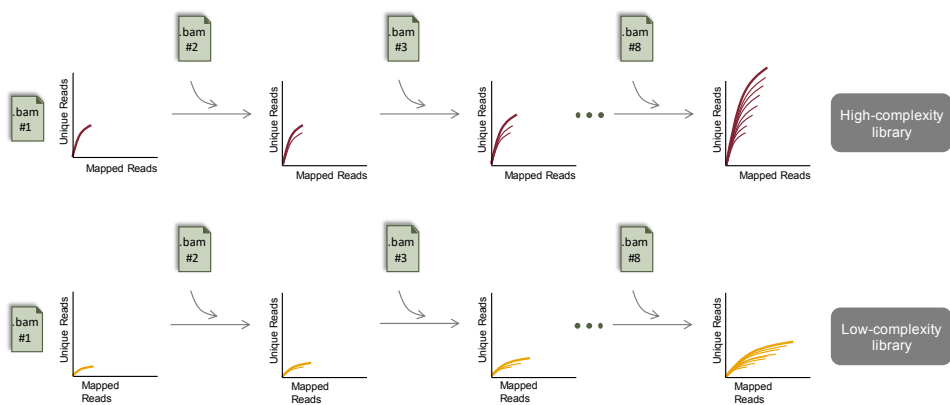 .bam
#2
.bam
#3
.bam
#8
.bam
#1
Unique Reads
Mapped Reads
Unique Reads
Mapped Reads
Unique Reads
Mapped Reads
Unique Reads
Mapped Reads
High-complexity
library
.bam
#2
.bam
#3
.bam
#8
.bam
#1
Unique Reads
Mapped
Reads
Unique Reads
Mapped
Reads
Unique Reads
Mapped
Reads
Unique Reads
Mapped
Reads
Low-complexity
library